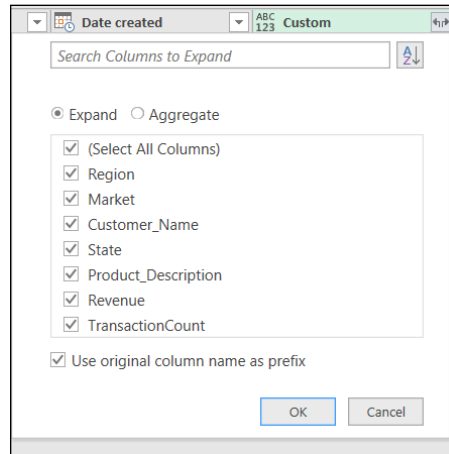 Date created ABC 123 Custom
Search Columns to Expand A Z
Expand Aggregate
(Select All Columns)
Region
Market
Customer_Name
State
Product_Description
Revenue
TransactionCount
Use original column name as prefix
OK Cancel